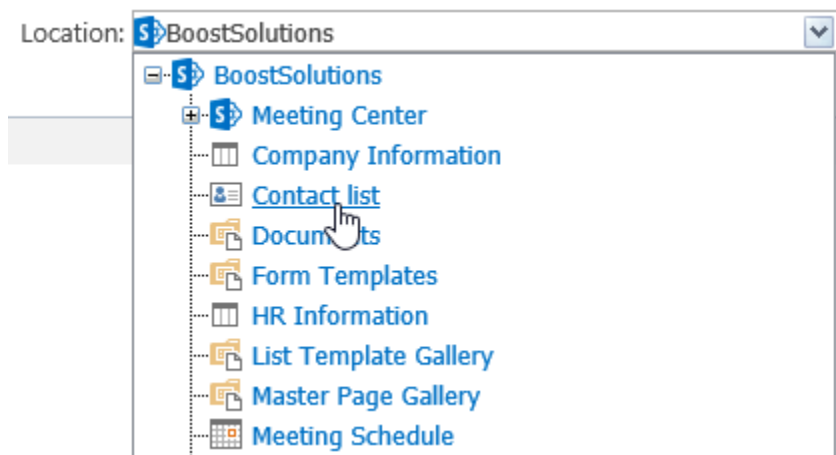 Location: BoostSolutions
BoostSolutions
Meeting Center
Company Information
Contact list
Documents
Form Templates
HR Information
List Template Gallery
Master Page Gallery
Meeting Schedule